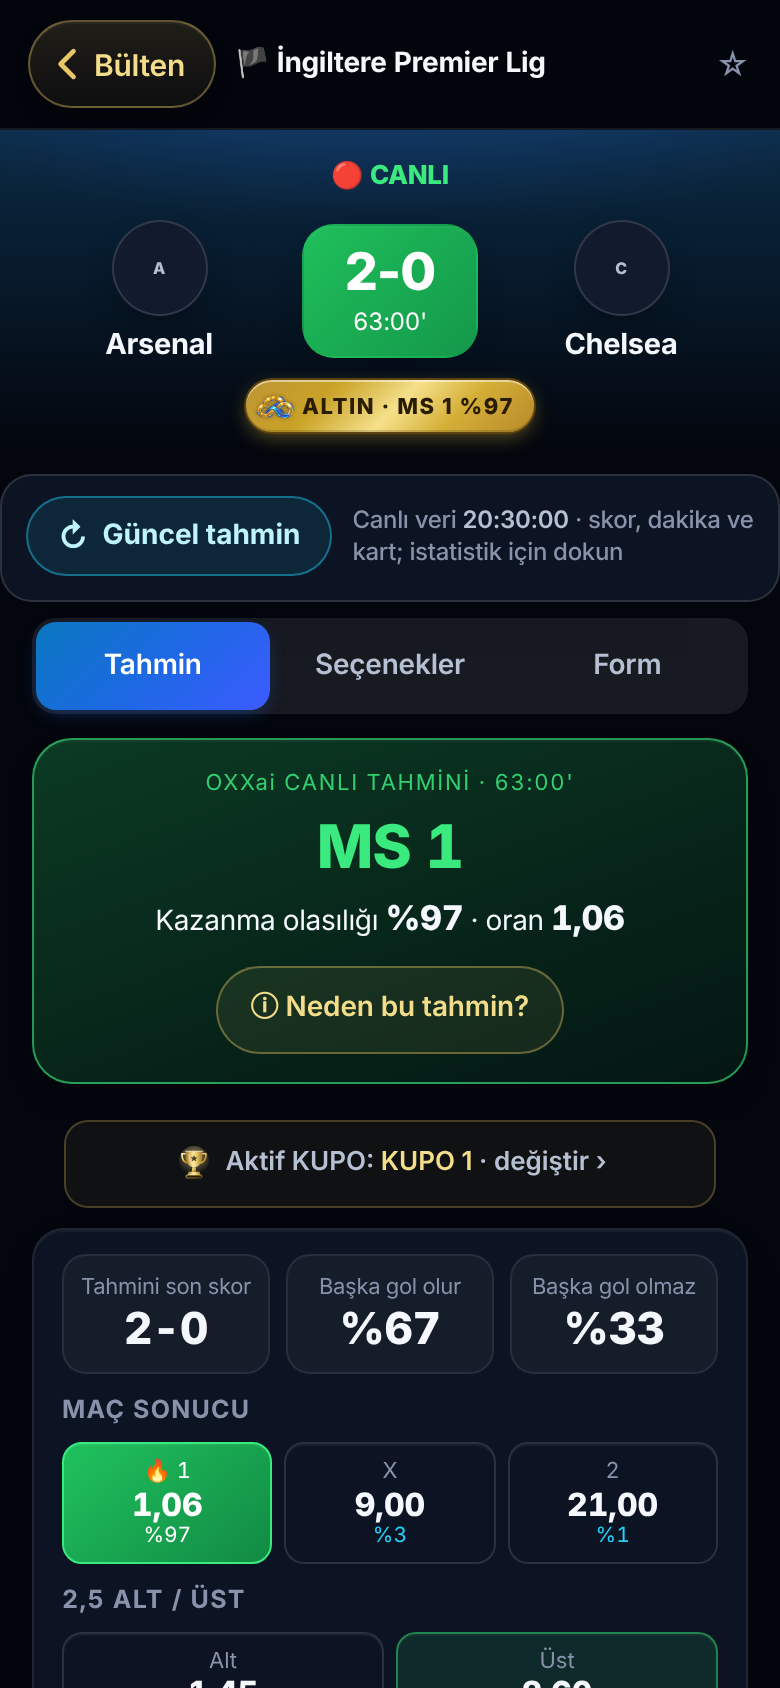 Bülten
İngiltere Premier Lig
CANLI
A
2-0
63:00'
C
Arsenal
Chelsea
ALTIN · MS 1 %97
Güncel tahmin
Canlı veri 20:30:00 · skor, dakika ve
kart; istatistik için dokun
Tahmin
Seçenekler
Form
OXXai CANLI TAHMİNİ · 63:00'
MS 1
Kazanma olasılığı %97 · oran 1,06
Neden bu tahmin?
Aktif KUPO: KUPO 1 · değiştir ›
Tahmini son skor
2-0
Başka gol olur
%67
Başka gol olmaz
%33
MAÇ SONUCU
1
1,06
%97
X
9,00
%3
2
21,00
%1
2,5 ALT / ÜST
Alt
Üst